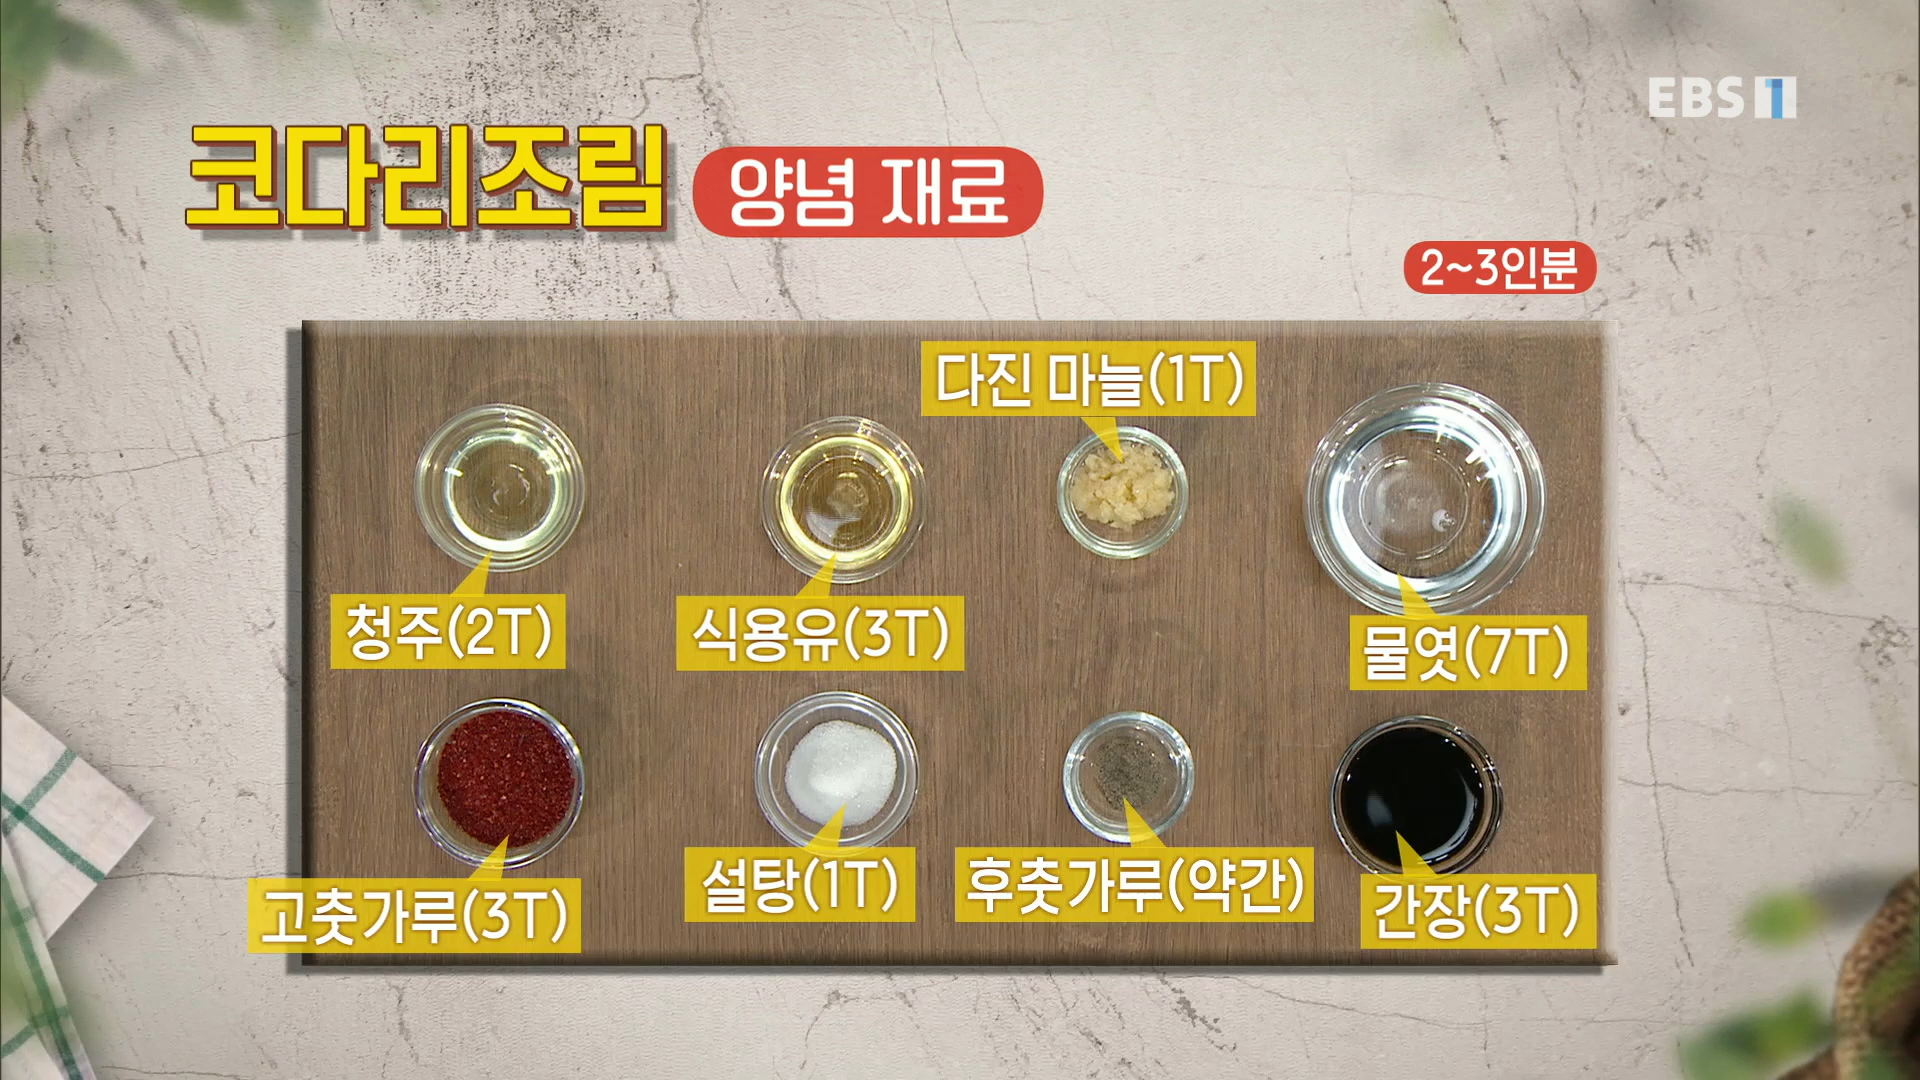 EBS 1
코다리조림 양념 재료
2~3인분
다진 마늘(1T)
청주(2T)
식용유(3T)
물엿(7T)
고춧가루(3T)
설탕(1T)
후춧가루(약간)
간장(3T)